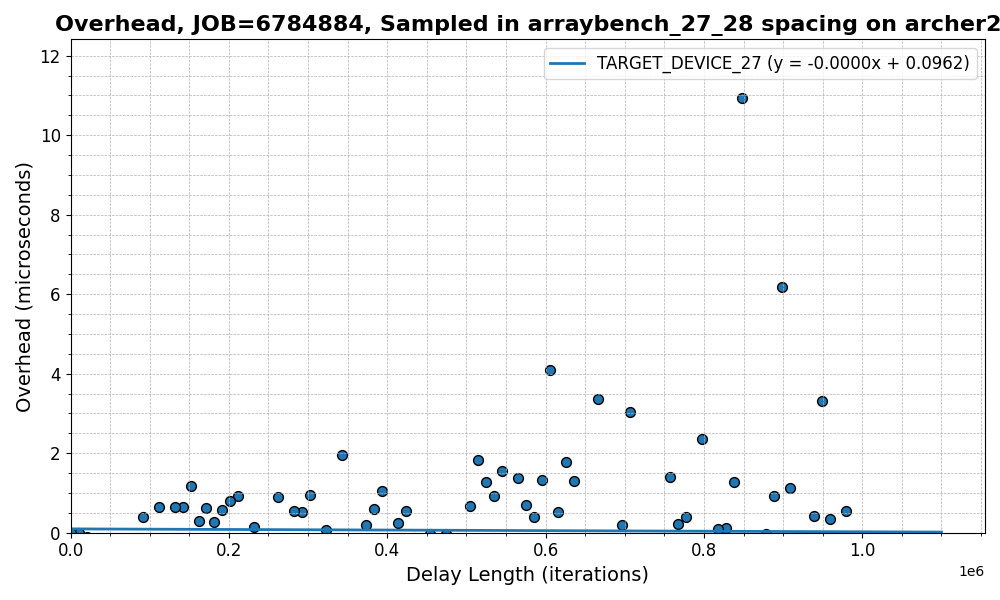 Overhead, JOB=6784884, Sampled in arraybench_27_28 spacing on archer2
TARGET_DEVICE_27 (y = -0.0000x + 0.0962)
Overhead (microseconds)
12
10
8
6
4
2
0
0.0 0.2 0.4 0.6 0.8 1.0
1e6
Delay Length (iterations)